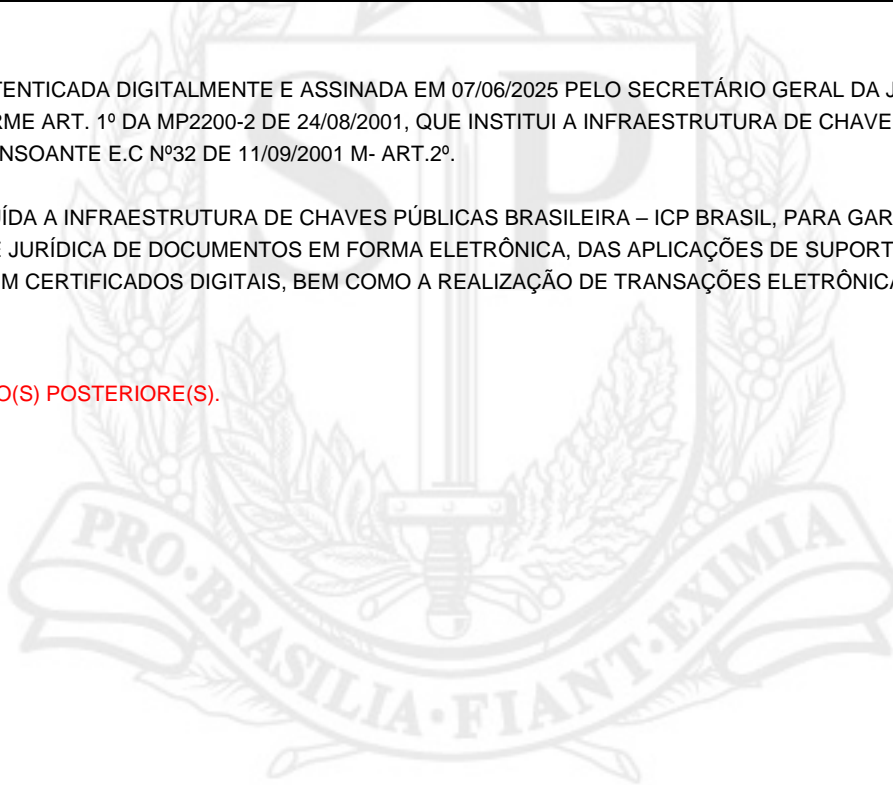 TENTICADA DIGITALMENTE E ASSINADA EM 07/06/2025 PELO SECRETÁRIO GERAL DA J
RME ART. 1º DA MP2200-2 DE 24/08/2001, QUE INSTITUI A INFRAESTRUTURA DE CHAVE
NSOANTE E.C Nº32 DE 11/09/2001 M- ART.2º.
ÍDA A INFRAESTRUTURA DE CHAVES PÚBLICAS BRASILEIRA – ICP BRASIL, PARA GAR
E JURÍDICA DE DOCUMENTOS EM FORMA ELETRÔNICA, DAS APLICAÇÕES DE SUPORT
M CERTIFICADOS DIGITAIS, BEM COMO A REALIZAÇÃO DE TRANSAÇÕES ELETRÔNICA
O(S) POSTERIORE(S).
SP
PRO·BRASILIA·FIANT·EXIMIA